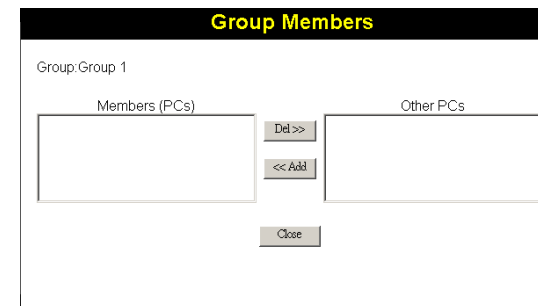 Group Members
Group:Group 1
Members (PCs)
Other PCs
Del >>
<< Add
Close